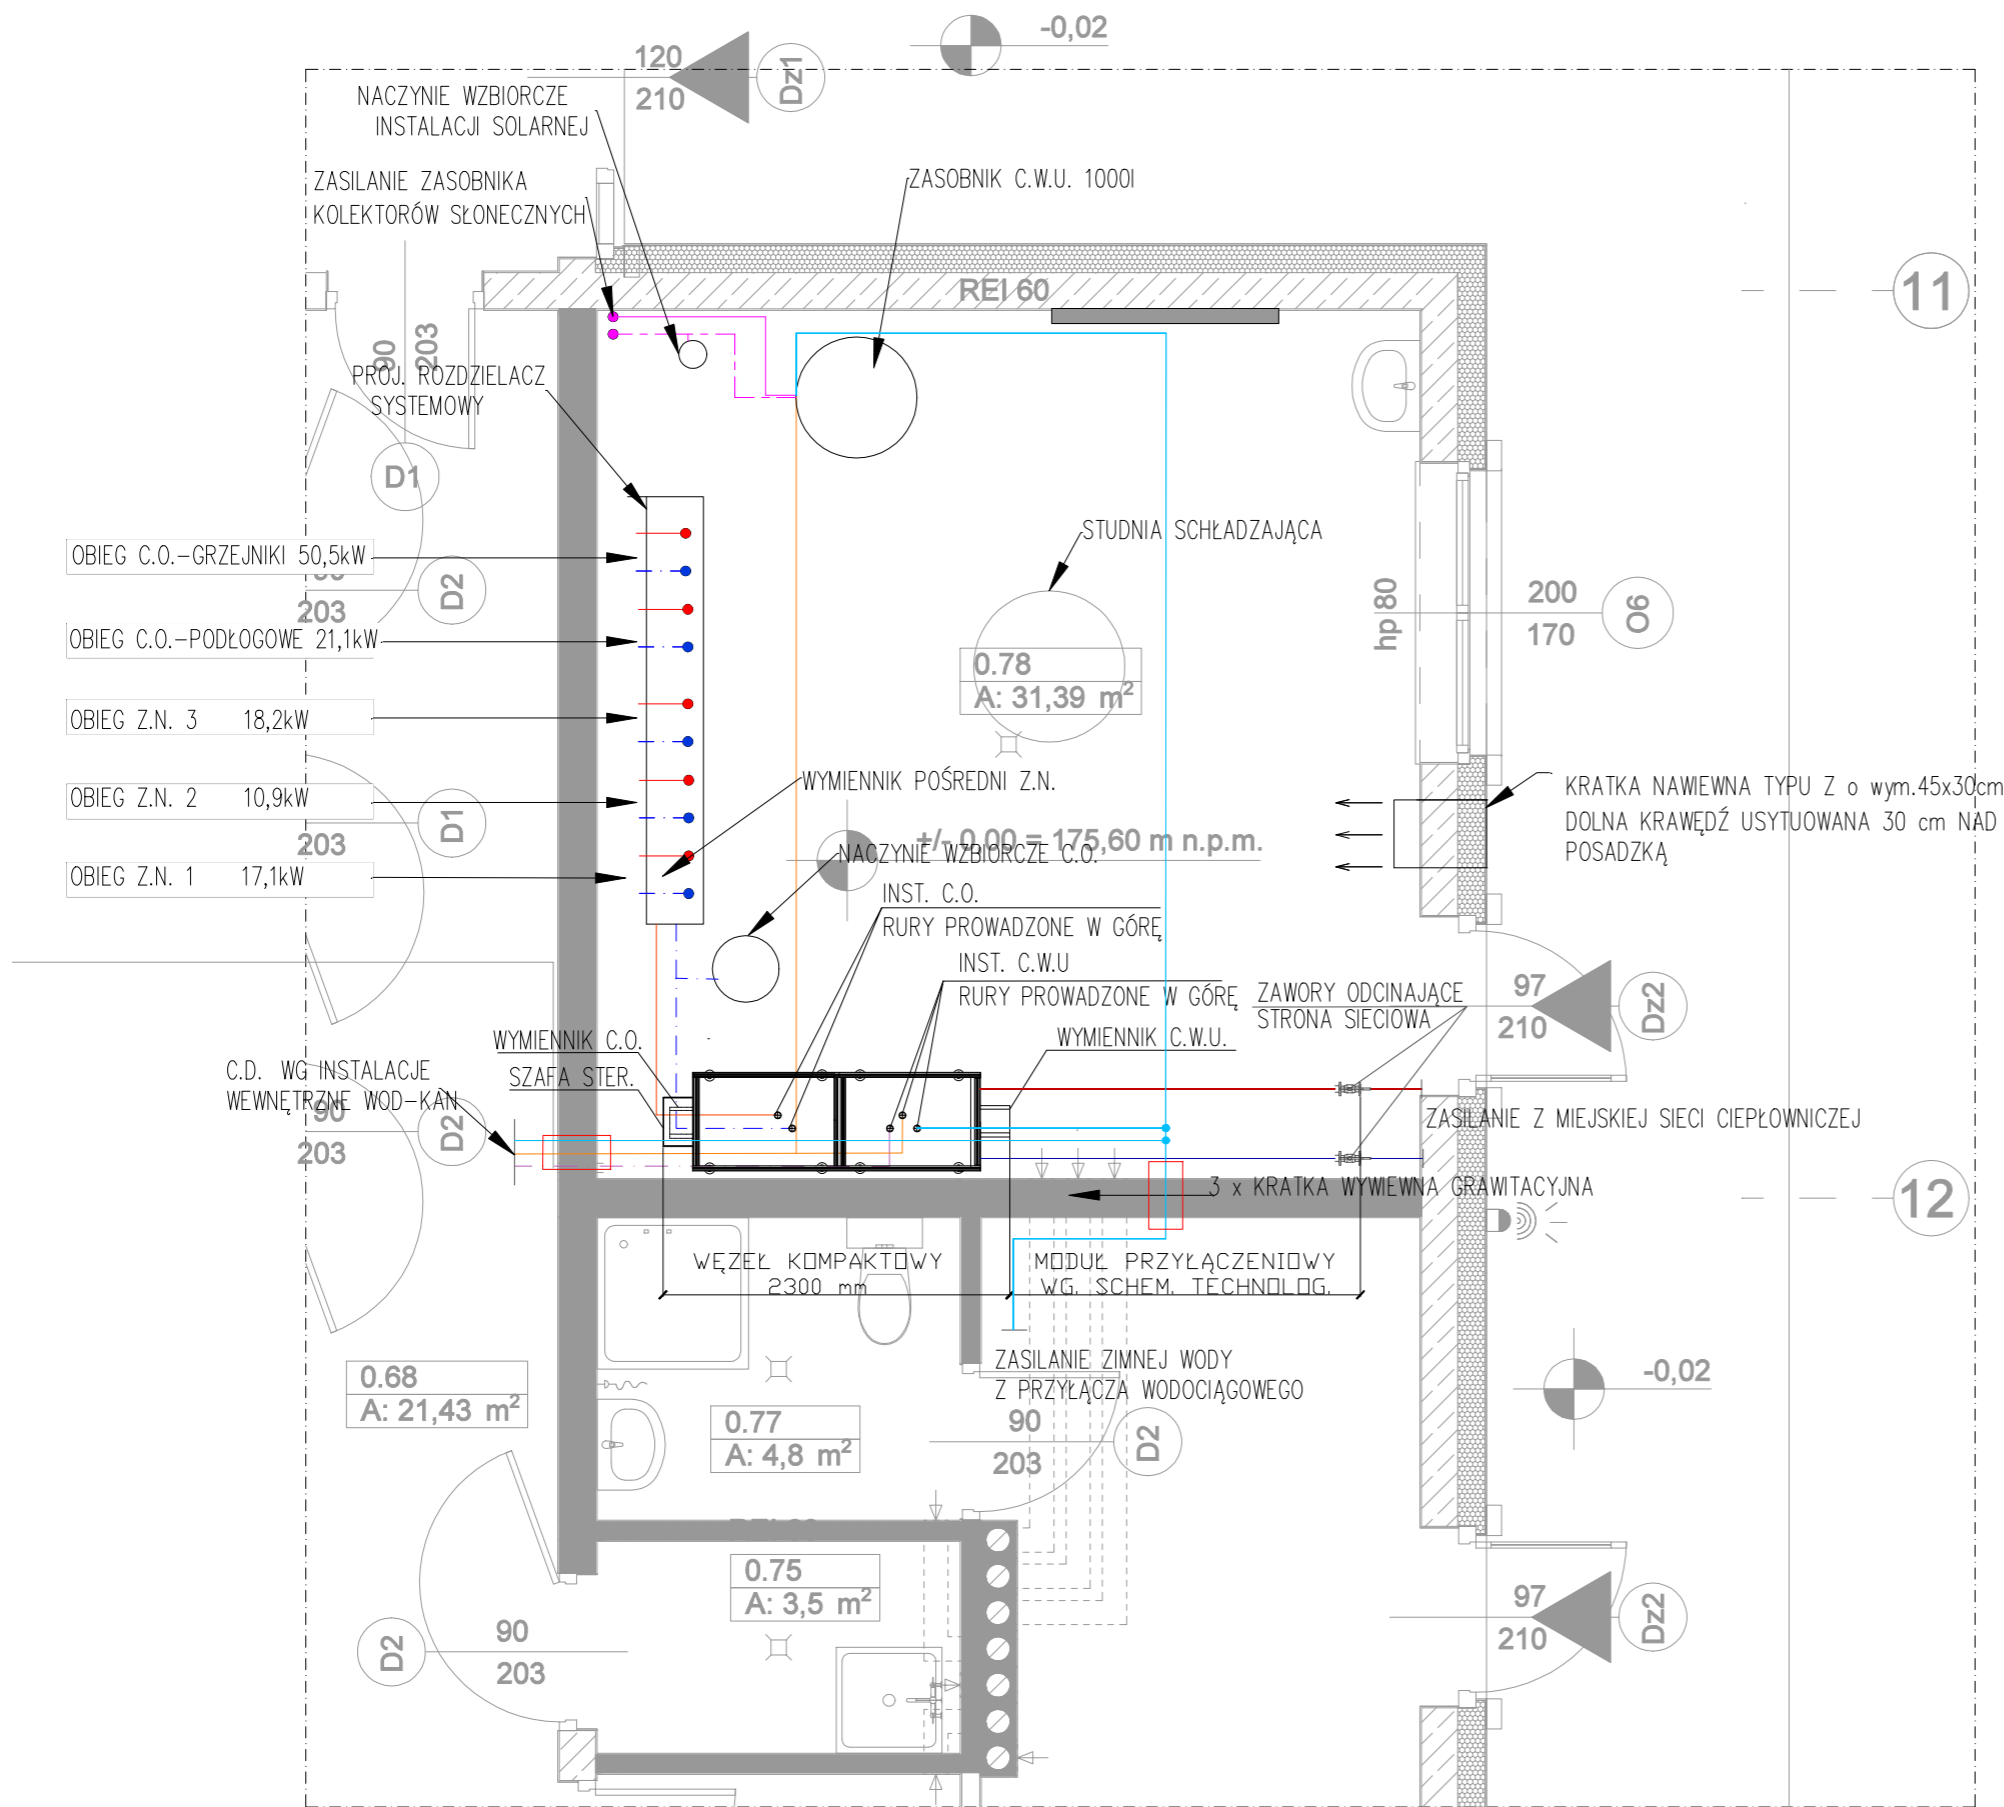 -0,02
120
210
Dz1
NACZYNIE WZBIORCZE
INSTALACJI SOLARNEJ
ZASILANIE ZASOBNIKA
KOLEKTORÓW SŁONECZNYCH
ZASOBNIK C.W.U. 1000l
REI 60
11
90
203
PROJ. ROZDZIELACZ
SYSTEMOWY
D1
STUDNIA SCHŁADZAJĄCA
OBIEG C.O.-GRZEJNIKI 50,5kW
203
D2
hp 80
200
170
O6
OBIEG C.O.-PODŁOGOWE 21,1kW
0.78
A: 31,39 m²
OBIEG Z.N. 3 18,2kW
WYMIENNIK POŚREDNI Z.N.
KRATKA NAWIEWNA TYPU Z o wym.45x30cm
DOLNA KRAWĘDŹ USYTUOWANA 30 cm NAD
POSADZKĄ
OBIEG Z.N. 2 10,9kW
203
D1
+/- 0,00 = 175,60 m n.p.m.
NACZYNIE WZBIORCZE C.O.
OBIEG Z.N. 1 17,1kW
INST. C.O.
RURY PROWADZONE W GÓRĘ
INST. C.W.U
RURY PROWADZONE W GÓRĘ
ZAWORY ODCINAJĄCE
STRONA SIECIOWA
97
210
Dz2
WYMIENNIK C.O.
SZAFA STER.
WYMIENNIK C.W.U.
C.D. WG INSTALACJE
WEWNĘTRZNE WOD-KAN
90
203
D2
ZASILANIE Z MIEJSKIEJ SIECI CIEPŁOWNICZEJ
3 x KRATKA WYWIEWNA GRAWITACYJNA
12
WĘZEŁ KOMPAKTOWY
2300 mm
MODUŁ PRZYŁĄCZENIOWY
WG. SCHEM. TECHNOLOG.
ZASILANIE ZIMNEJ WODY
Z PRZYŁĄCZA WODOCIĄGOWEGO
-0,02
0.68
A: 21,43 m²
0.77
A: 4,8 m²
90
203
D2
0.75
A: 3,5 m²
97
210
Dz2
D2
90
203